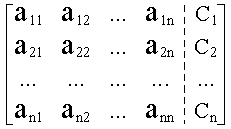 a11 a12 ... a1n C1
a21 a22 ... a2n C2
... ... ... ... ...
an1 an2 ... ann Cn